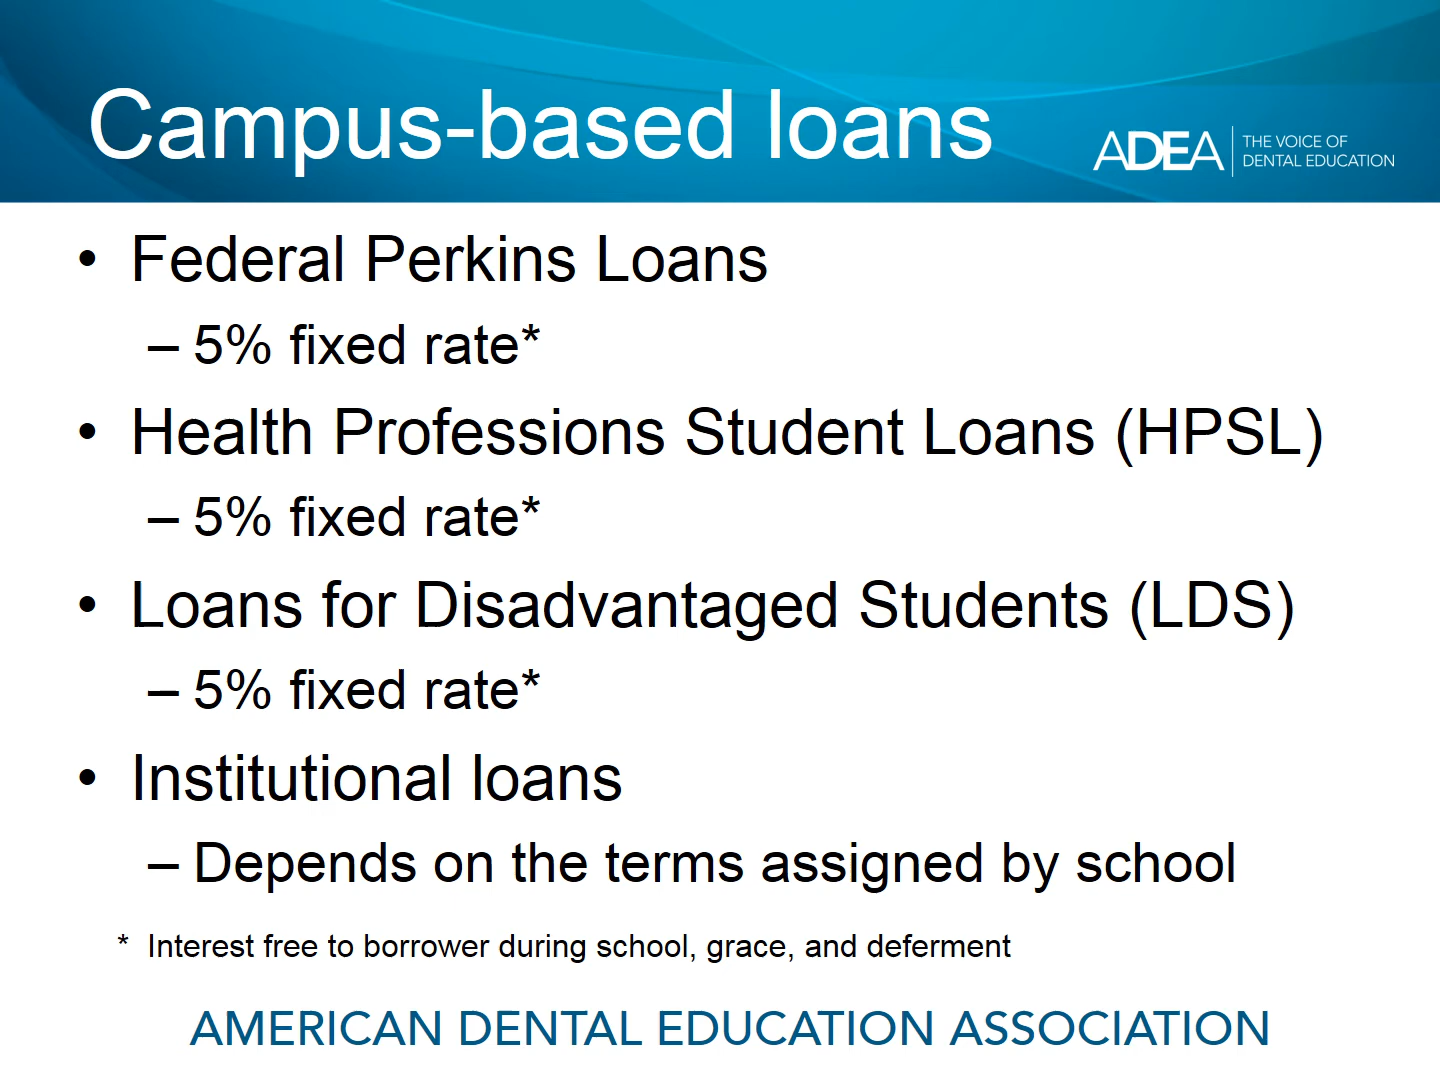 Campus-based loans
ADEA
THE VOICE OF
DENTAL EDUCATION
• Federal Perkins Loans
– 5% fixed rate*
• Health Professions Student Loans (HPSL)
– 5% fixed rate*
• Loans for Disadvantaged Students (LDS)
– 5% fixed rate*
• Institutional loans
– Depends on the terms assigned by school
* Interest free to borrower during school, grace, and deferment
AMERICAN DENTAL EDUCATION ASSOCIATION